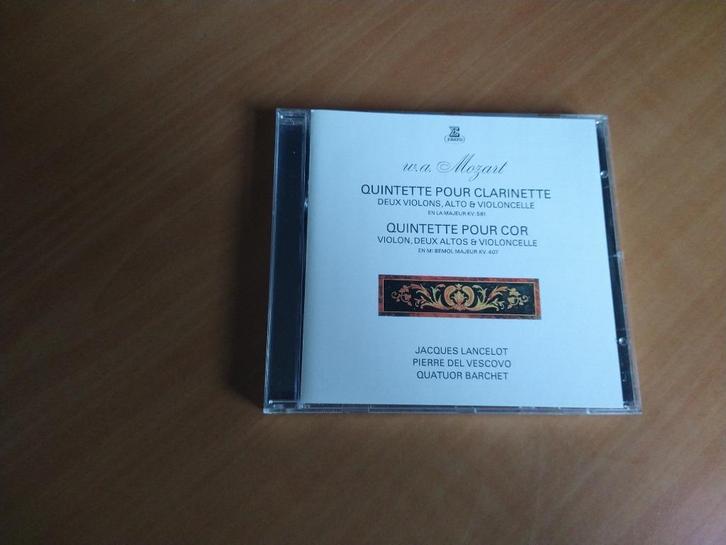 ERATO
w.a. Mozart
QUINTETTE POUR CLARINETTE
DEUX VIOLONS, ALTO & VIOLONCELLE
EN LA MAJEUR KV. 581
QUINTETTE POUR COR
VIOLON, DEUX ALTOS & VIOLONCELLE
EN MI BEMOL MAJEUR KV. 407
JACQUES LANCELOT
PIERRE DEL VESCOVO
QUATUOR BARCHET